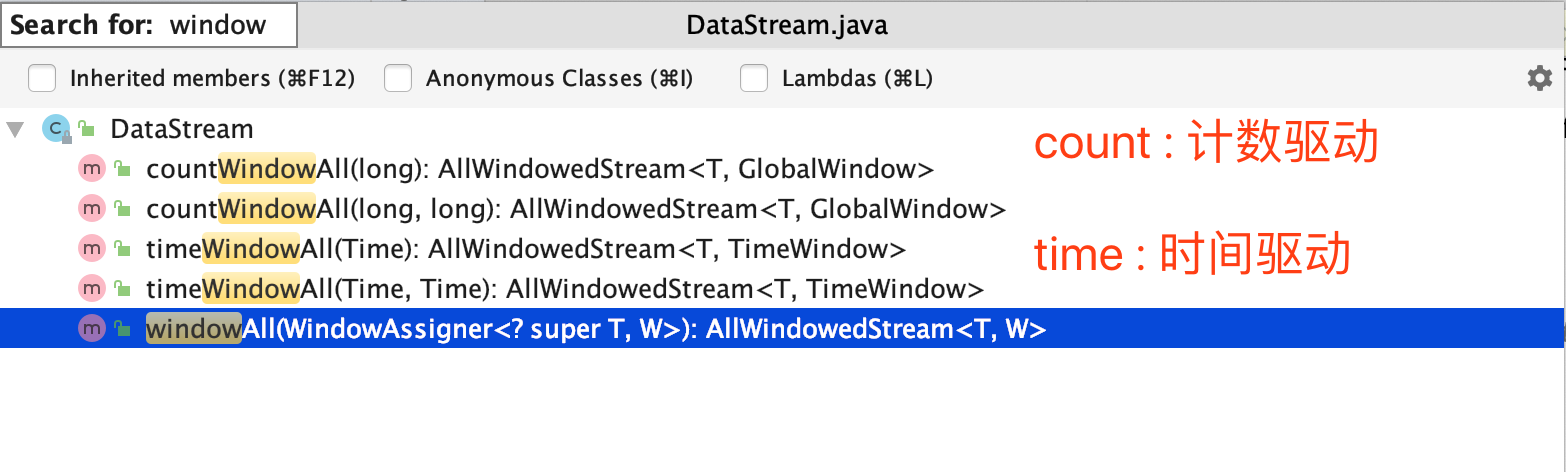 Search for: window
DataStream.java
Inherited members (⌘F12) Anonymous Classes (⌘I) Lambdas (⌘L)
DataStream
count : 计数驱动
countWindowAll(long): AllWindowedStream<T, GlobalWindow>
countWindowAll(long, long): AllWindowedStream<T, GlobalWindow>
timeWindowAll(Time): AllWindowedStream<T, TimeWindow>
time : 时间驱动
timeWindowAll(Time, Time): AllWindowedStream<T, TimeWindow>
windowAll(WindowAssigner<? super T, W>): AllWindowedStream<T, W>